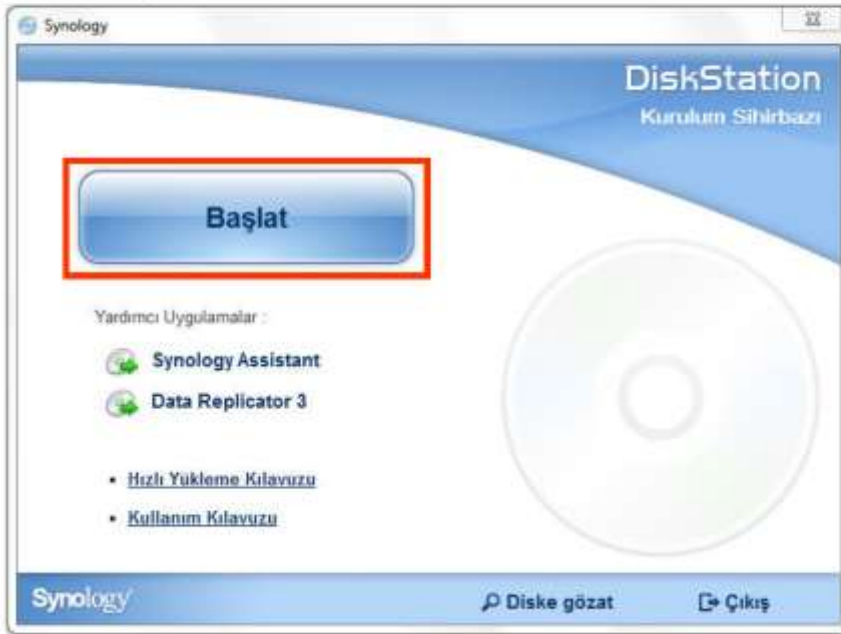 Synology
DiskStation
Kurulum Sihirbazı
Başlat
Yardımcı Uygulamalar :
Synology Assistant
Data Replicator 3
Hızlı Yükleme Kılavuzu
Kullanım Kılavuzu
Synology
Diske gözat
Çıkış